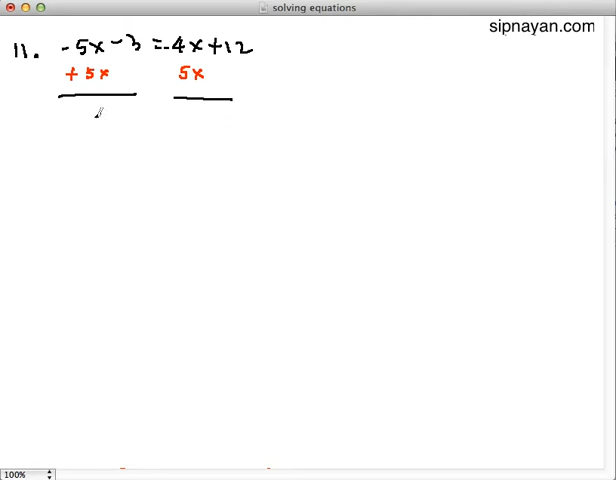 solving equations
sipnayan.com
11. -5x-3=-4x+12
+5x 5x
100%